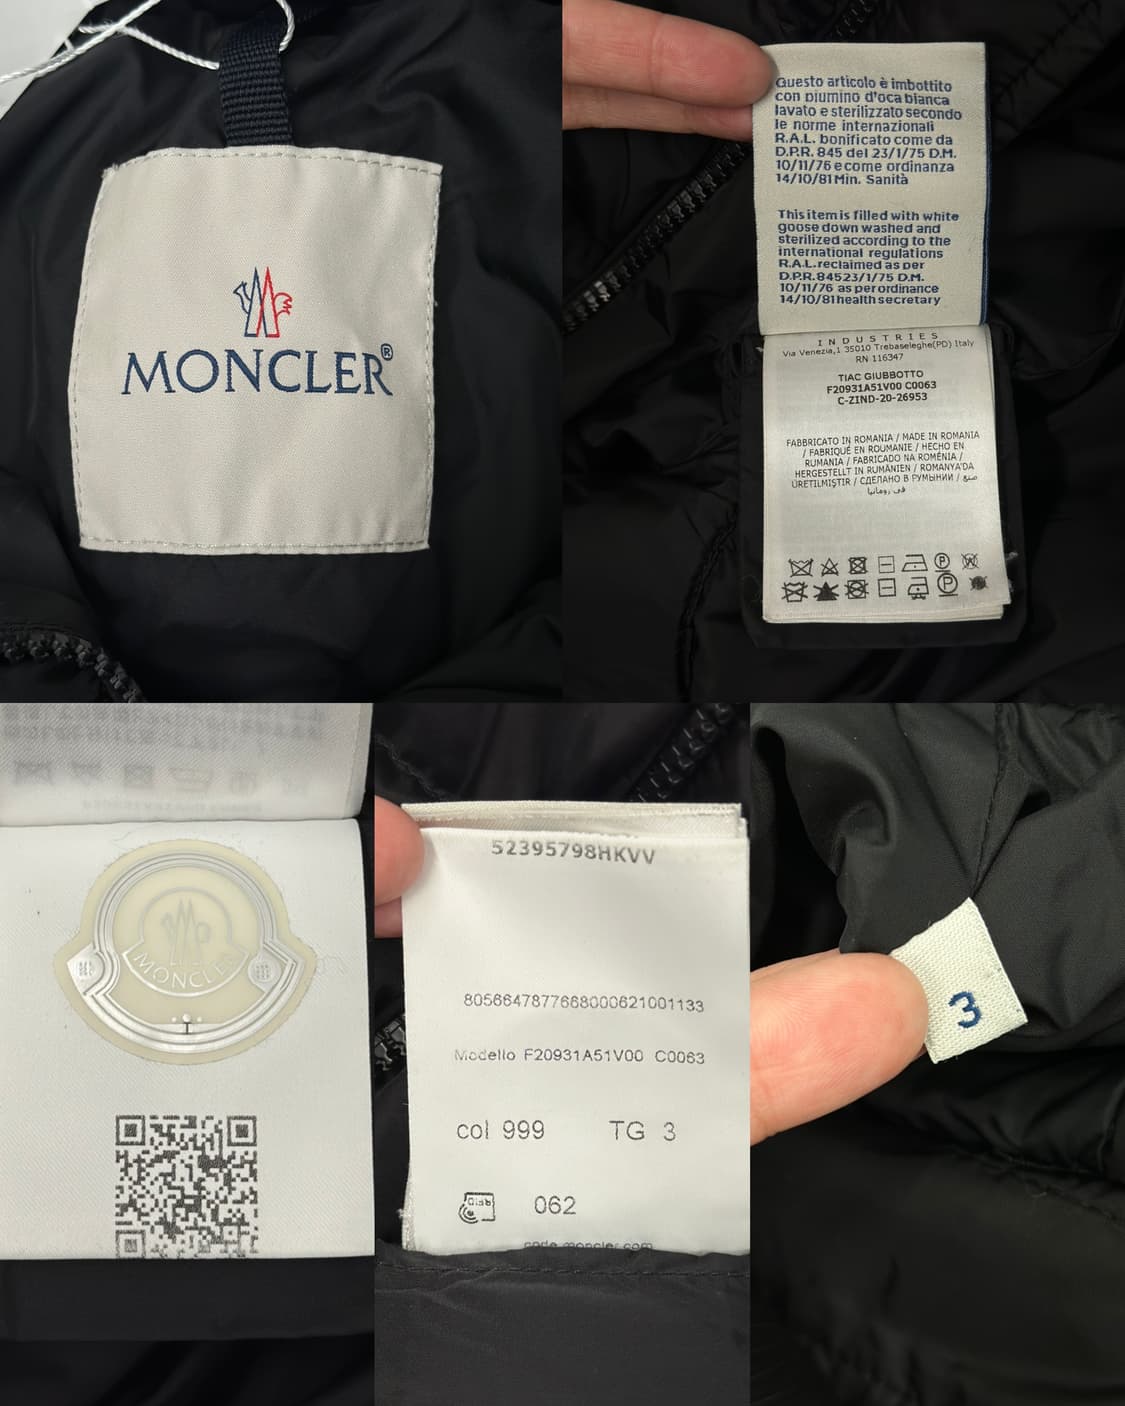 MONCLER®
Questo articolo è imbottito
con piumino d'oca bianca
lavato e sterilizzato secondo
le norme internazionali
R.A.L. bonificato come da
D.P.R. 845 del 23/1/75 D.M.
10/11/76 e come ordinanza
14/10/81 Min. Sanità
This item is filled with white
goose down washed and
sterilized according to the
international regulations
R.A.L. reclaimed as per
D.P.R. 84523/1/75 D.M.
10/11/76 as per ordinance
14/10/81 health secretary
INDUSTRIES
Via Venezia,1 35010 Trebaseleghe(PD) Italy
RN 116347
TIAC GIUBBOTTO
F20931A51V00 C0063
C-ZIND-20-26953
FABBRICATO IN ROMANIA / MADE IN ROMANIA
/ FABRIQUÉ EN ROUMANIE / HECHO EN
RUMANIA / FABRICADO NA ROMÉNIA /
HERGESTELLT IN RUMÄNIEN / ROMANYA'DA
ÜRETILMIŞTIR / СДЕЛАНО В РУМЫНИИ / صنع
في رومانيا
MONCLER
52395798HKVV
8056647877668000621001133
Modello F20931A51V00 C0063
col 999 TG 3
RFID
062
code.moncler.com
3